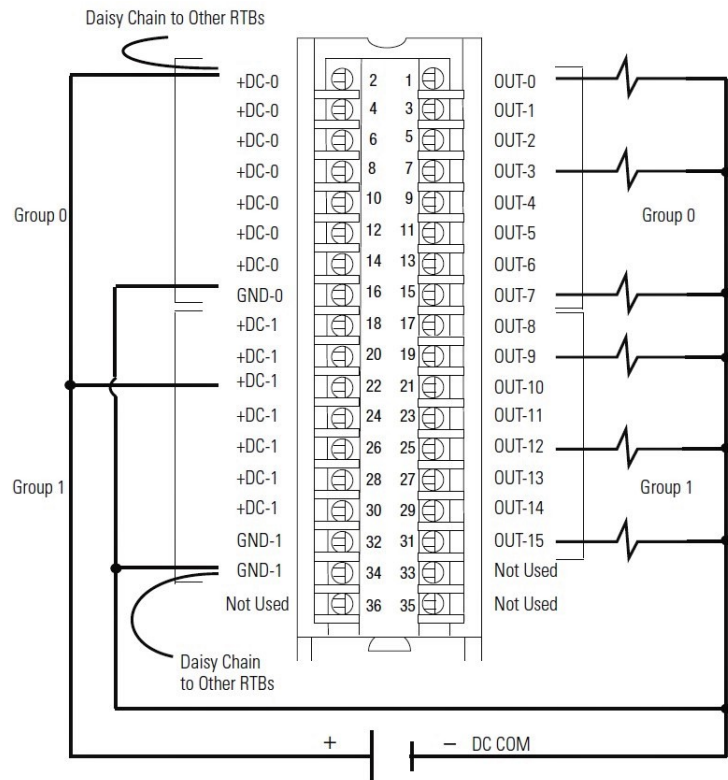 Daisy Chain to Other RTBs
+DC-0 2 1 OUT-0
+DC-0 4 3 OUT-1
+DC-0 6 5 OUT-2
+DC-0 8 7 OUT-3
+DC-0 10 9 OUT-4
Group 0 Group 0
+DC-0 12 11 OUT-5
+DC-0 14 13 OUT-6
GND-0 16 15 OUT-7
+DC-1 18 17 OUT-8
+DC-1 20 19 OUT-9
+DC-1 22 21 OUT-10
+DC-1 24 23 OUT-11
+DC-1 26 25 OUT-12
+DC-1 28 27 OUT-13
Group 1 Group 1
+DC-1 30 29 OUT-14
GND-1 32 31 OUT-15
GND-1 34 33 Not Used
Not Used 36 35 Not Used
Daisy Chain
to Other RTBs
+ − DC COM